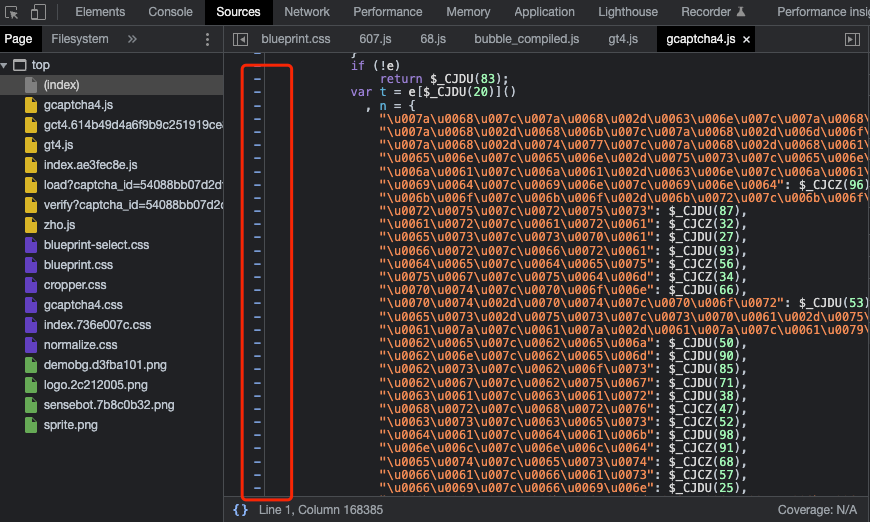 Elements Console Sources Network Performance Memory Application Lighthouse Recorder Performance insi
Page Filesystem » blueprint.css 607.js 68.js bubble_compiled.js gt4.js gcaptcha4.js ×
top
(index)
gcaptcha4.js
gct4.614b49d4a6f9b9c251919ce
gt4.js
index.ae3fec8e.js
load?captcha_id=54088bb07d2d
verify?captcha_id=54088bb07d2d
zho.js
blueprint-select.css
blueprint.css
cropper.css
gcaptcha4.css
index.736e007c.css
normalize.css
demobg.d3fba101.png
logo.2c212005.png
sensebot.7b8c0b32.png
sprite.png
}
if (!e)
return $_CJDU(83);
var t = e[$_CJDU(20)]()
, n = {
"\u007a\u0068\u007c\u007a\u0068\u002d\u0063\u006e\u007c\u007a\u0068
"\u007a\u0068\u002d\u0068\u006b\u007c\u007a\u0068\u002d\u006d\u006f
"\u007a\u0068\u002d\u0074\u0077\u007c\u007a\u0068\u002d\u0068\u0061
"\u0065\u006e\u007c\u0065\u006e\u002d\u0075\u0073\u007c\u0065\u006e
"\u006a\u0061\u007c\u006a\u0061\u002d\u0063\u006e\u007c\u006a\u0061
"\u0069\u0064\u007c\u0069\u006e\u007c\u0069\u006e\u0064": $_CJCZ(96)
"\u006b\u006f\u007c\u006b\u006f\u002d\u006b\u0072\u007c\u006b\u006f
"\u0072\u0075\u007c\u0072\u0075\u0073": $_CJDU(87),
"\u0061\u0072\u007c\u0061\u0072\u0061": $_CJCZ(32),
"\u0065\u0073\u007c\u0073\u0070\u0061": $_CJDU(27),
"\u0066\u0072\u007c\u0066\u0072\u0061": $_CJDU(93),
"\u0064\u0065\u007c\u0064\u0065\u0075": $_CJCZ(56),
"\u0075\u0067\u007c\u0075\u0064\u006d": $_CJCZ(34),
"\u0070\u0074\u007c\u0070\u006f\u006e": $_CJDU(66),
"\u0070\u0074\u002d\u0070\u0074\u007c\u0070\u006f\u0072": $_CJDU(53)
"\u0065\u0073\u002d\u0075\u0073\u007c\u0073\u0070\u0061\u002d\u0075
"\u0061\u007a\u007c\u0061\u007a\u002d\u0061\u007a\u007c\u0061\u0079
"\u0062\u0065\u007c\u0062\u0065\u006a": $_CJDU(50),
"\u0062\u006e\u007c\u0062\u0065\u006d": $_CJDU(90),
"\u0062\u0073\u007c\u0062\u006f\u0073": $_CJDU(85),
"\u0062\u0067\u007c\u0062\u0075\u0067": $_CJDU(71),
"\u0063\u0061\u007c\u0063\u0061\u0072": $_CJDU(38),
"\u0068\u0072\u007c\u0068\u0072\u0076": $_CJCZ(47),
"\u0063\u0073\u007c\u0063\u0065\u0073": $_CJCZ(52),
"\u0064\u0061\u007c\u0064\u0061\u006b": $_CJDU(98),
"\u006e\u006c\u007c\u006e\u006c\u0064": $_CJCZ(91),
"\u0065\u0074\u007c\u0065\u0073\u0074": $_CJCZ(68),
"\u0066\u0061\u007c\u0066\u0061\u0073": $_CJCZ(57),
"\u0066\u0069\u007c\u0066\u0069\u006e": $_CJDU(25),
{} Line 1, Column 168385 Coverage: N/A